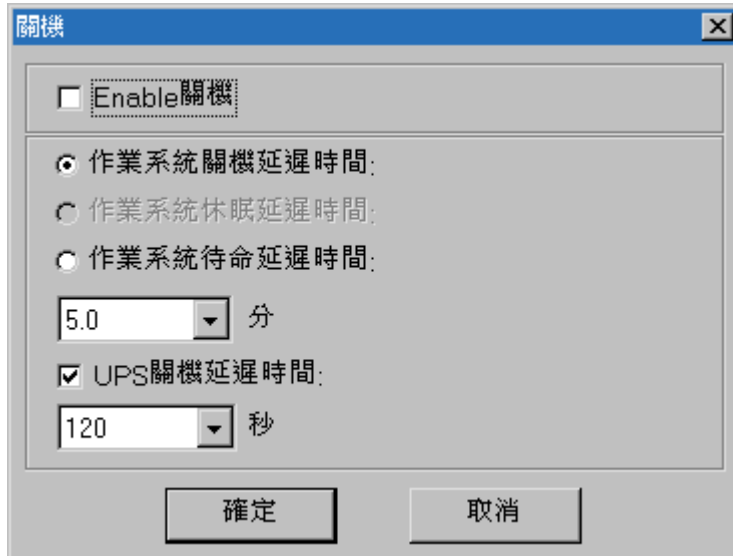 關機
Enable關機
作業系統關機延遲時間:
作業系統休眠延遲時間:
作業系統待命延遲時間:
5.0 分
UPS關機延遲時間:
120 秒
確定 取消